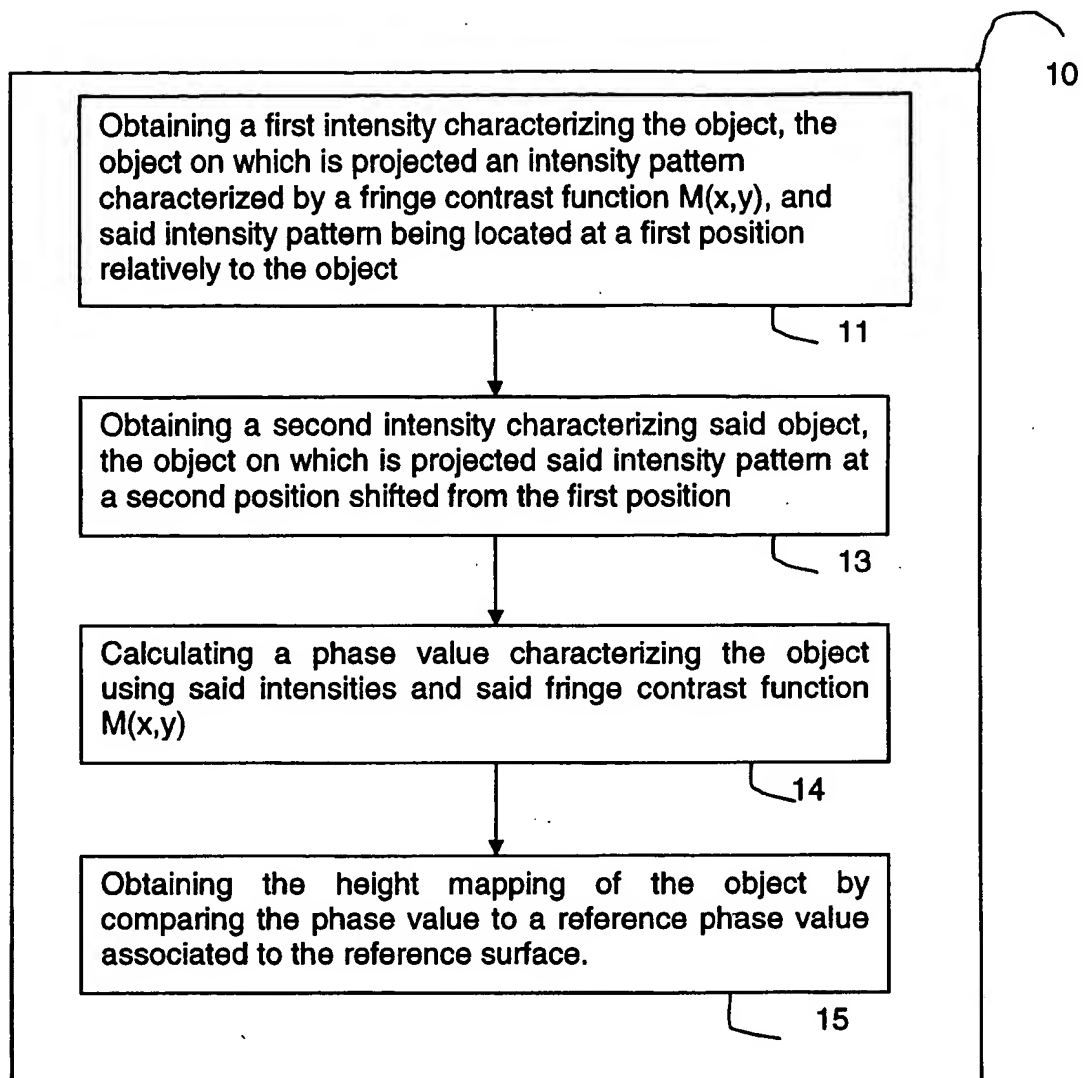 10
Obtaining a first intensity characterizing the object, the
object on which is projected an intensity pattern
characterized by a fringe contrast function M(x,y), and
said intensity pattern being located at a first position
relatively to the object
11
Obtaining a second intensity characterizing said object,
the object on which is projected said intensity pattern at
a second position shifted from the first position
13
Calculating a phase value characterizing the object
using said intensities and said fringe contrast function
M(x,y)
14
Obtaining the height mapping of the object by
comparing the phase value to a reference phase value
associated to the reference surface.
15